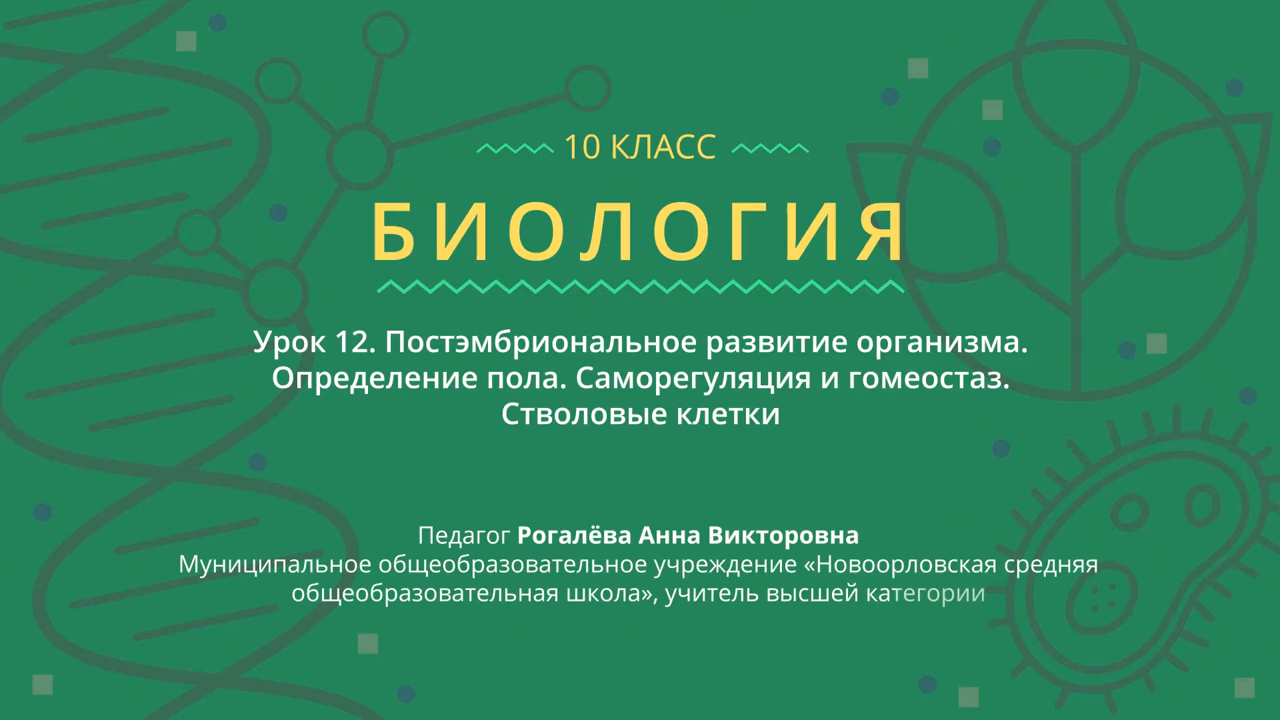 10 КЛАСС
БИОЛОГИЯ
Урок 12. Постэмбриональное развитие организма.
Определение пола. Саморегуляция и гомеостаз.
Стволовые клетки
Педагог Рогалёва Анна Викторовна
Муниципальное общеобразовательное учреждение «Новоорловская средняя
общеобразовательная школа», учитель высшей категории